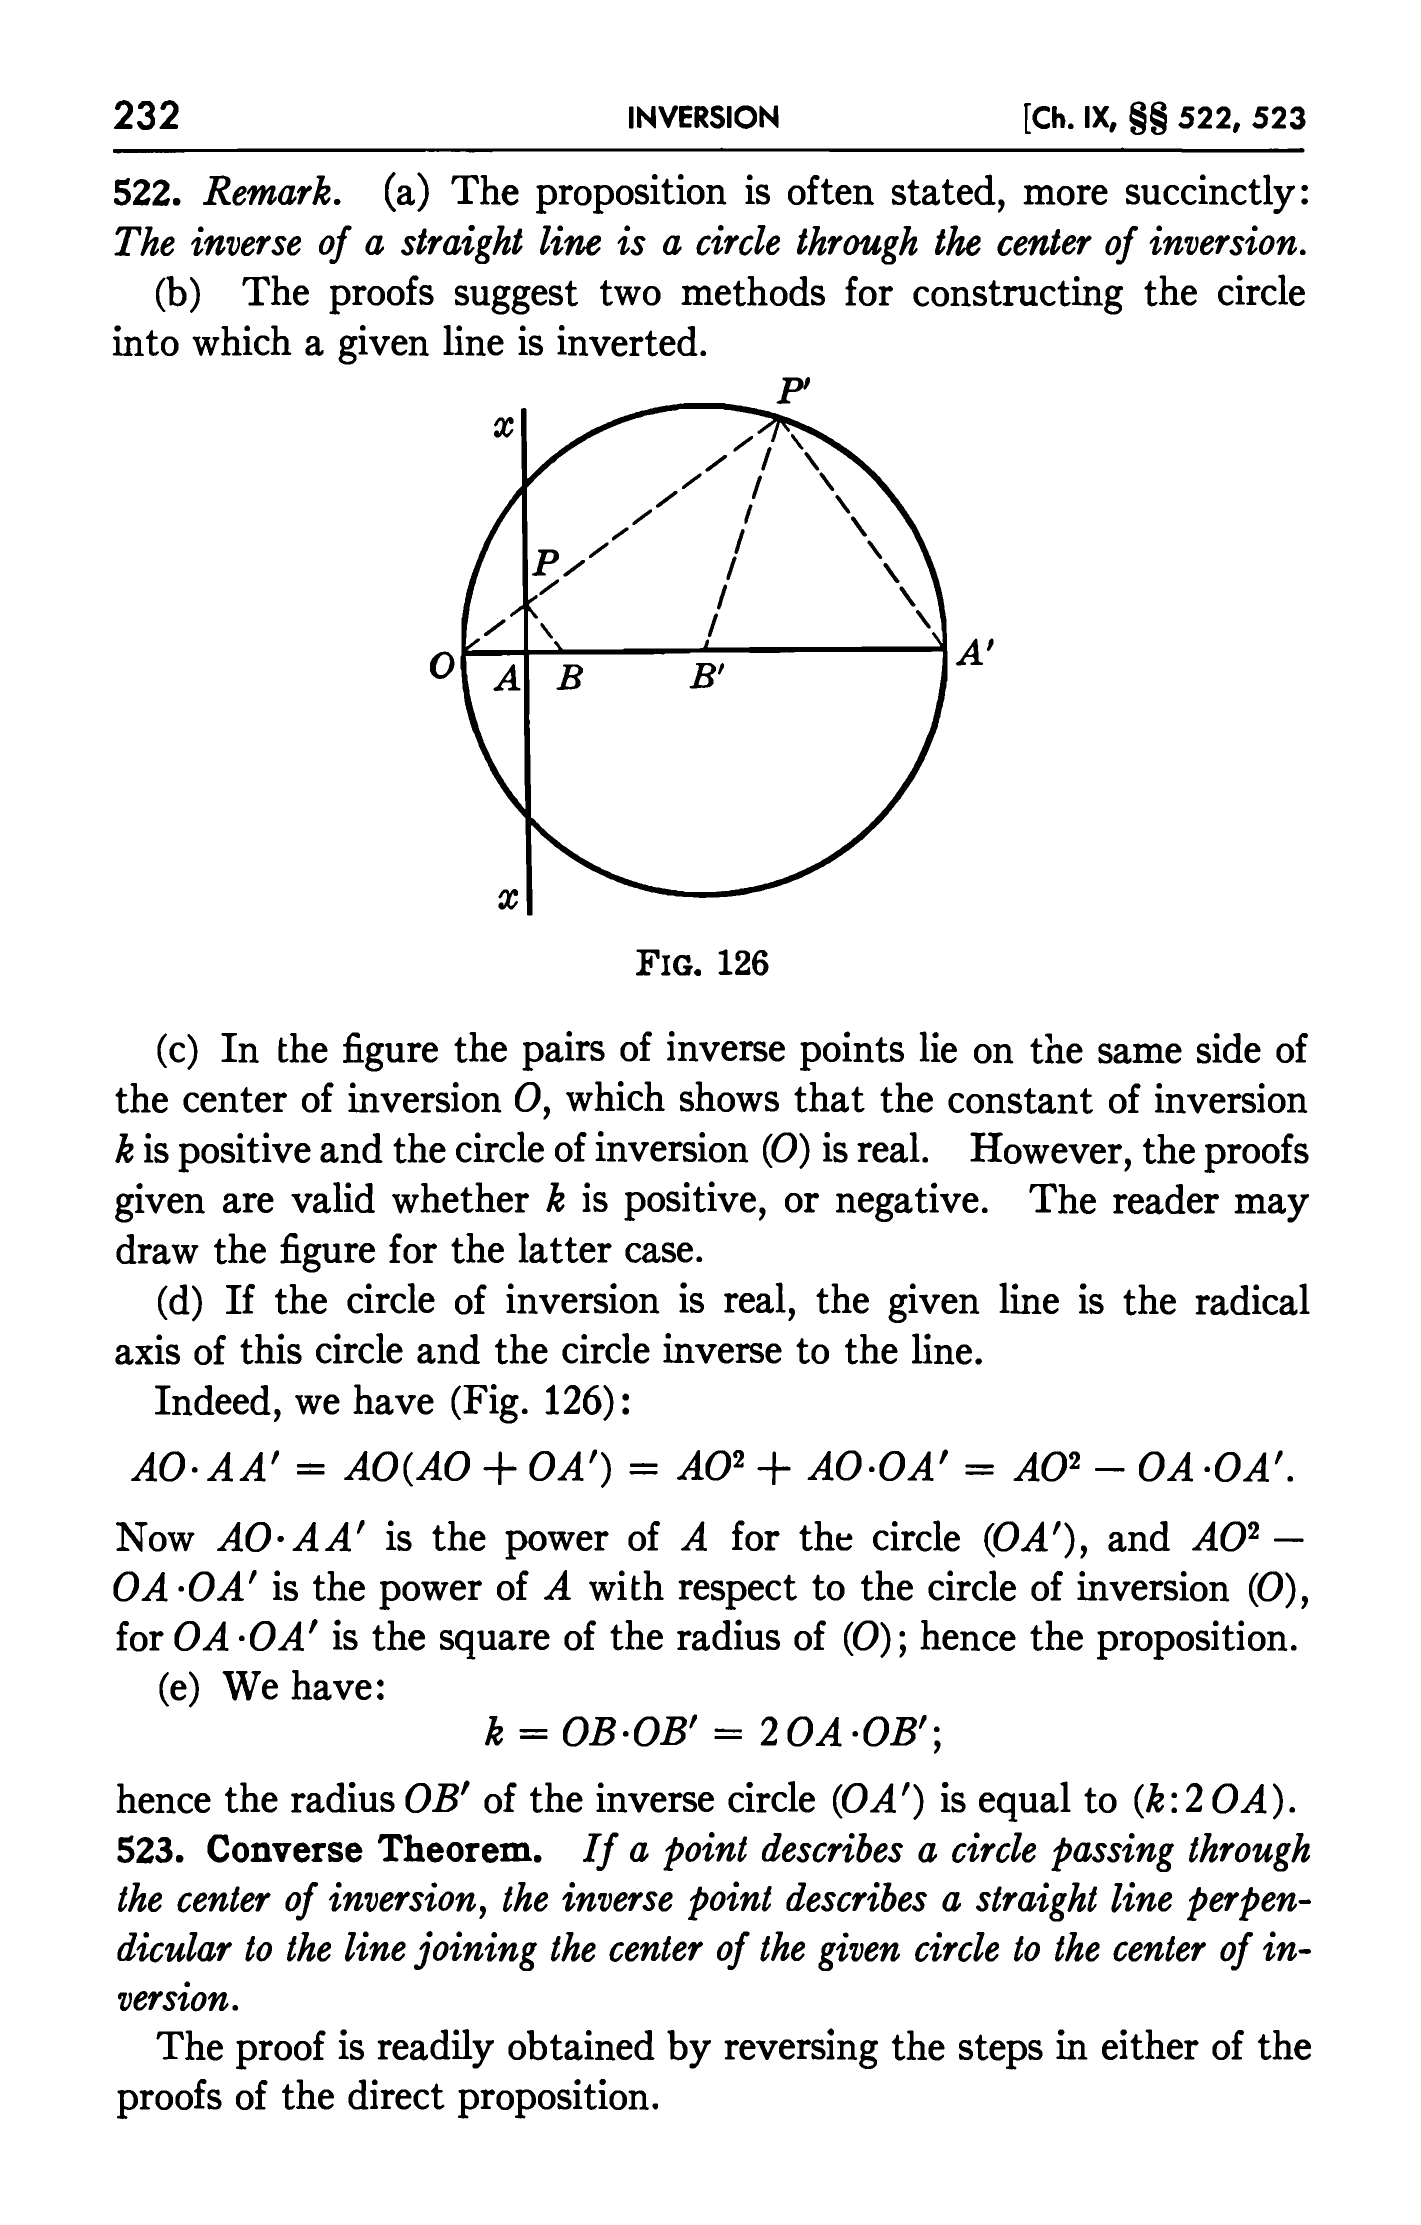 232 INVERSION [Ch. IX, §§ 522, 523
522. Remark. (a) The proposition is often stated, more succinctly:
The inverse of a straight line is a circle through the center of inversion.
(b) The proofs suggest two methods for constructing the circle
into which a given line is inverted.
P'
x
P
O A B B' A'
x
FIG. 126
(c) In the figure the pairs of inverse points lie on the same side of
the center of inversion O, which shows that the constant of inversion
k is positive and the circle of inversion (O) is real. However, the proofs
given are valid whether k is positive, or negative. The reader may
draw the figure for the latter case.
(d) If the circle of inversion is real, the given line is the radical
axis of this circle and the circle inverse to the line.
Indeed, we have (Fig. 126):
AO·AA' = AO(AO + OA') = AO² + AO·OA' = AO² − OA·OA'.
Now AO·AA' is the power of A for the circle (OA'), and AO² −
OA·OA' is the power of A with respect to the circle of inversion (O),
for OA·OA' is the square of the radius of (O); hence the proposition.
(e) We have:
k = OB·OB' = 2 OA·OB';
hence the radius OB' of the inverse circle (OA') is equal to (k:2 OA).
523. Converse Theorem. If a point describes a circle passing through
the center of inversion, the inverse point describes a straight line perpen-
dicular to the line joining the center of the given circle to the center of in-
version.
The proof is readily obtained by reversing the steps in either of the
proofs of the direct proposition.